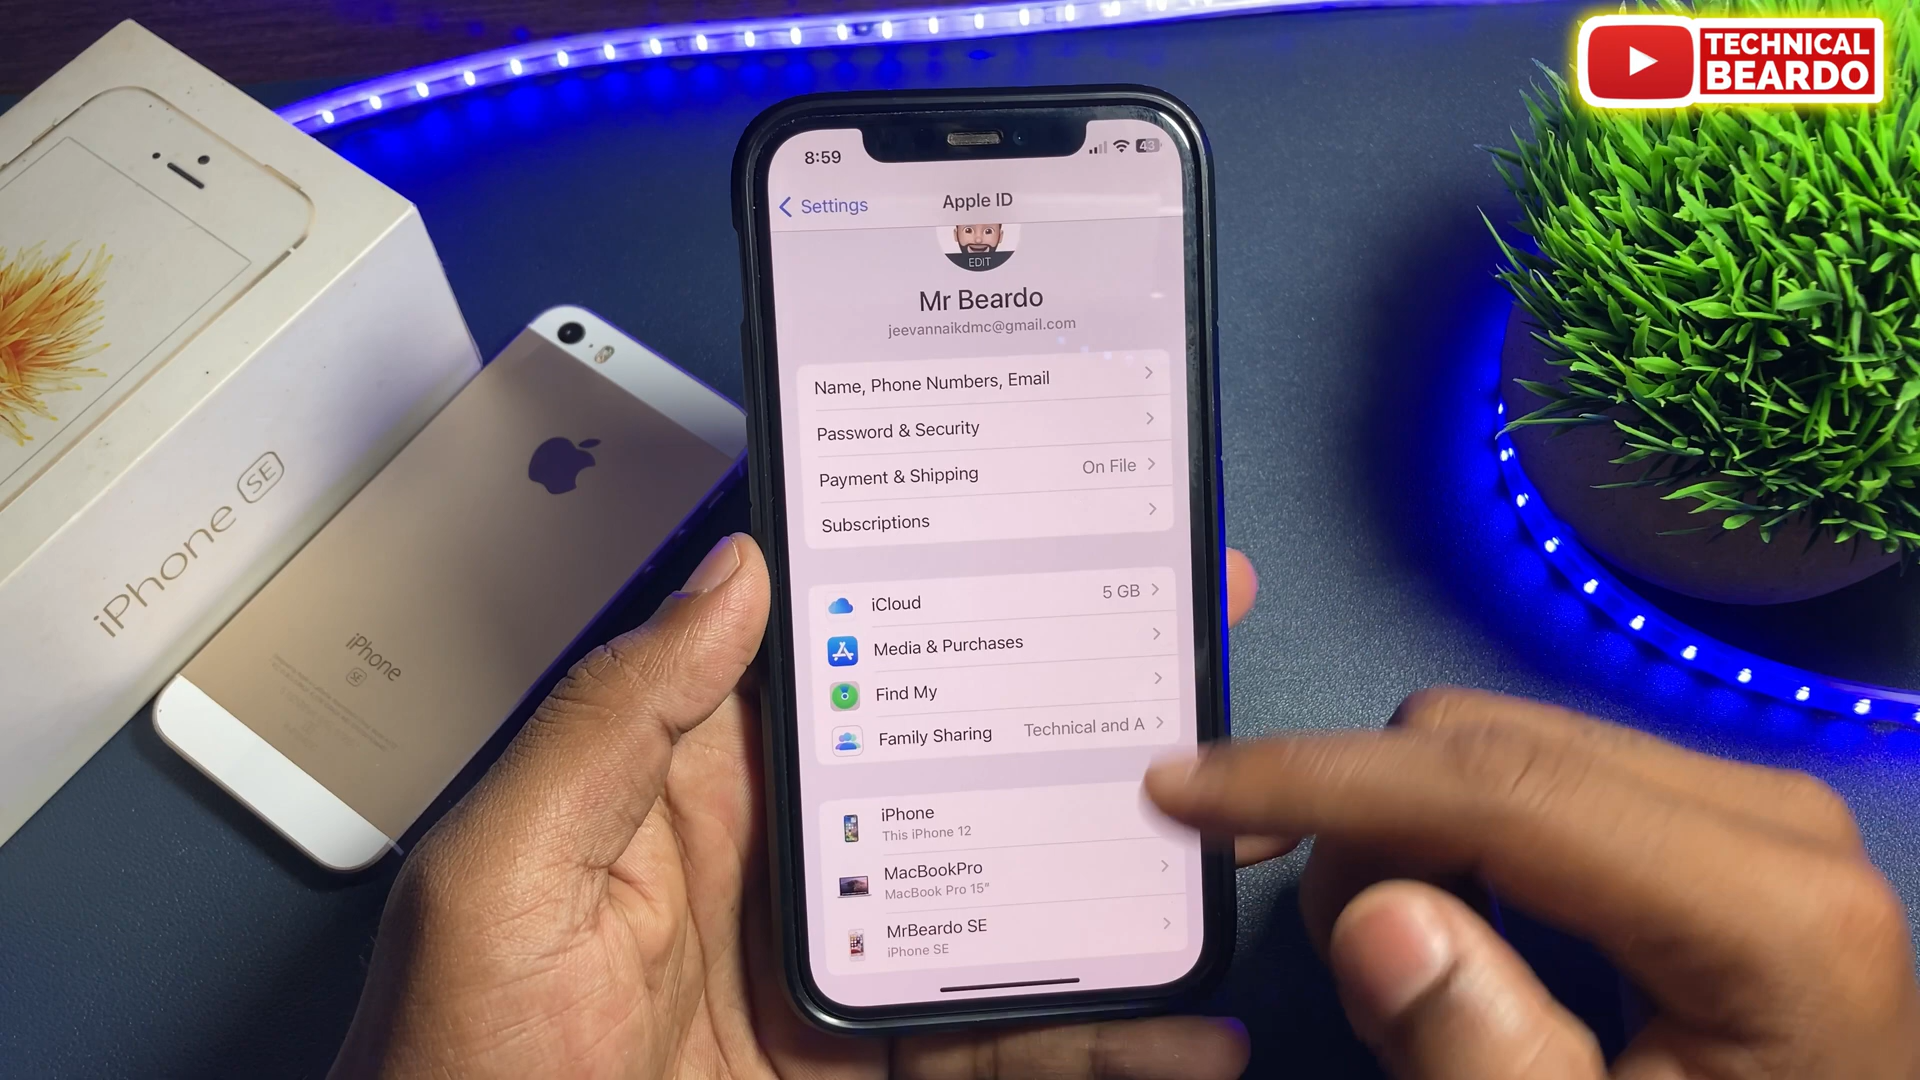 TECHNICAL
BEARDO
8:59
43
Settings
Apple ID
EDIT
Mr Beardo
jeevannaikdmc@gmail.com
Name, Phone Numbers, Email
Password & Security
Payment & Shipping On File
Subscriptions
iCloud 5 GB
Media & Purchases
Find My
Family Sharing Technical and A
iPhone
This iPhone 12
MacBookPro
MacBook Pro 15"
MrBeardo SE
iPhone SE
iPhone SE
iPhone
SE